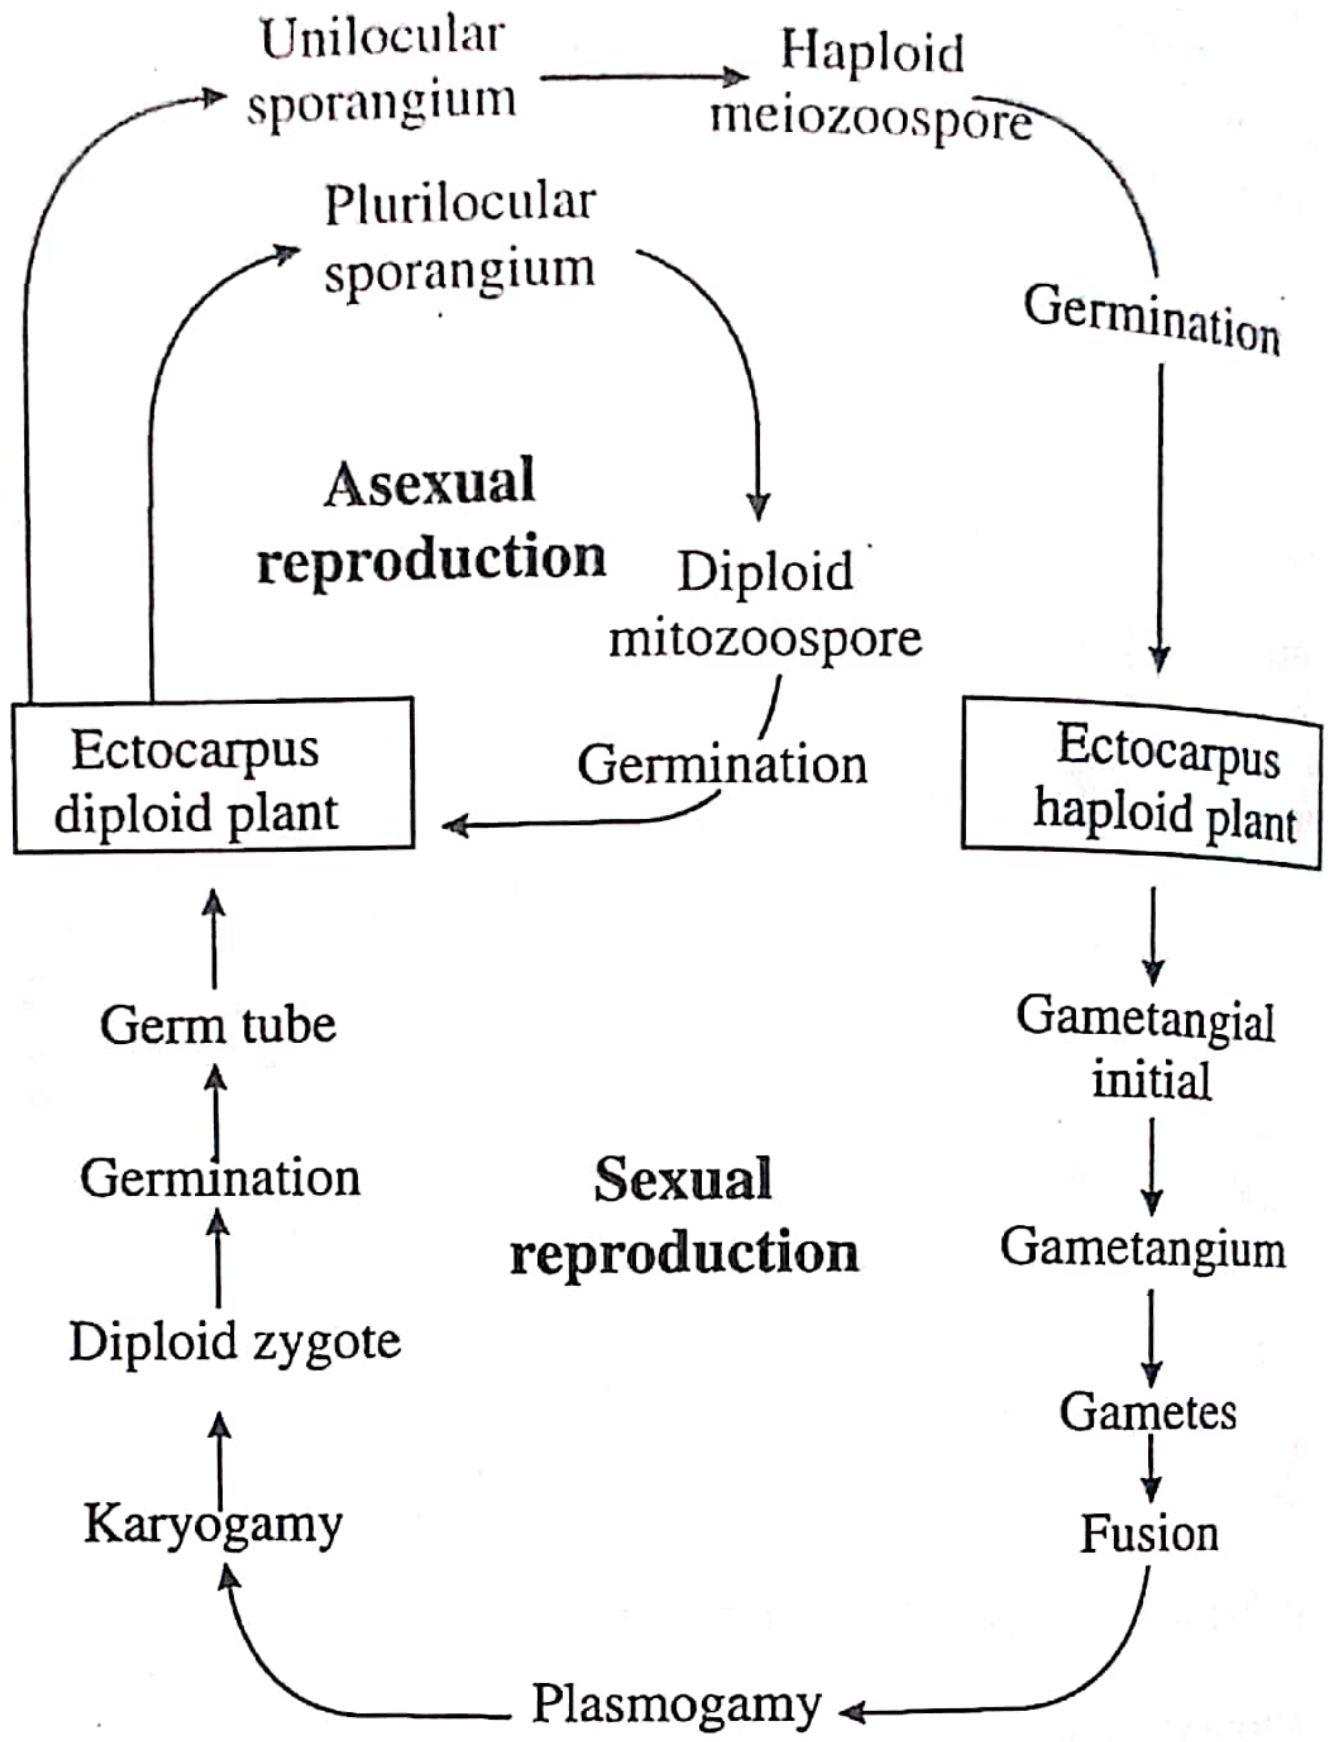 Unilocular
sporangium
Haploid
meiozoospore
Plurilocular
sporangium
Germination
Asexual
reproduction
Diploid
mitozoospore
Germination
Ectocarpus
diploid plant
Ectocarpus
haploid plant
Germ tube
Gametangial
initial
Germination
Sexual
reproduction
Gametangium
Diploid zygote
Gametes
Karyogamy
Fusion
Plasmogamy